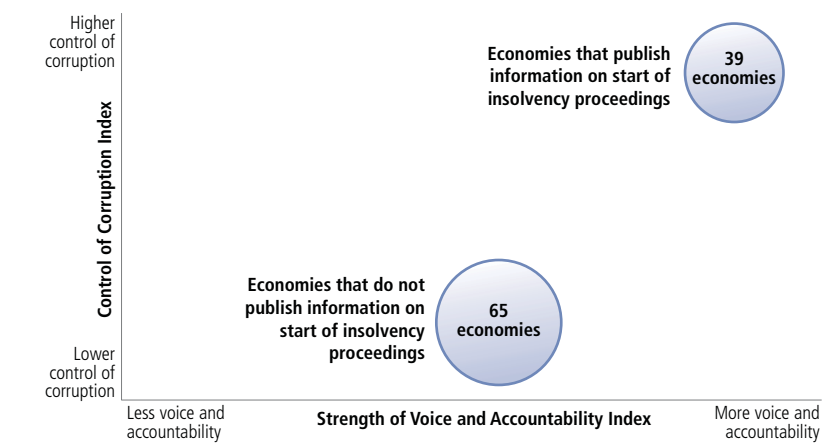 Higher
control of
corruption
Economies that publish
information on start of
insolvency proceedings
39
economies
Control of Corruption Index
Economies that do not
publish information on
start of insolvency
proceedings
65
economies
Lower
control of
corruption
Less voice and
accountability
Strength of Voice and Accountability Index
More voice and
accountability